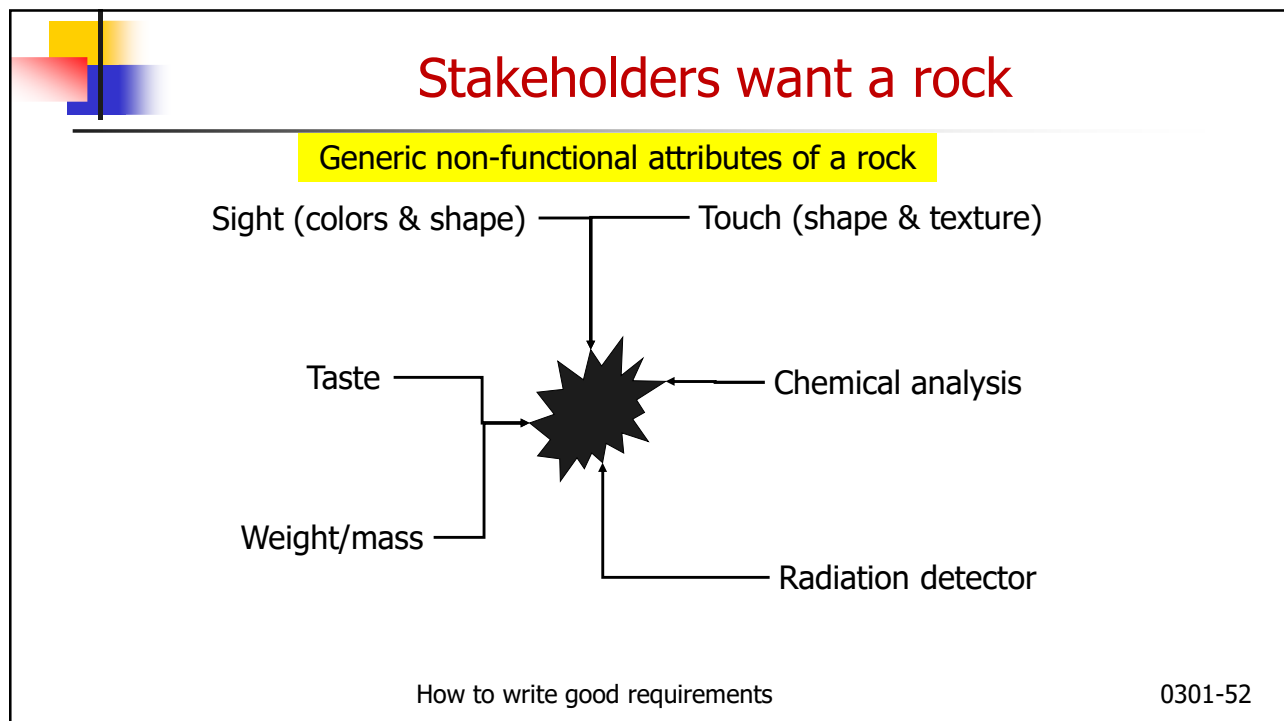 Stakeholders want a rock
Generic non-functional attributes of a rock
Sight (colors & shape)
Touch (shape & texture)
Taste
Chemical analysis
Weight/mass
Radiation detector
How to write good requirements
0301-52